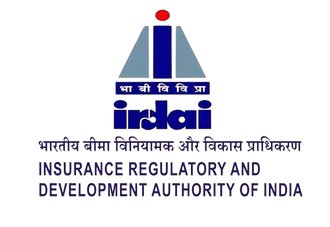 भा बी वि वि प्रा
irdai
भारतीय बीमा विनियामक और विकास प्राधिकरण
INSURANCE REGULATORY AND
DEVELOPMENT AUTHORITY OF INDIA